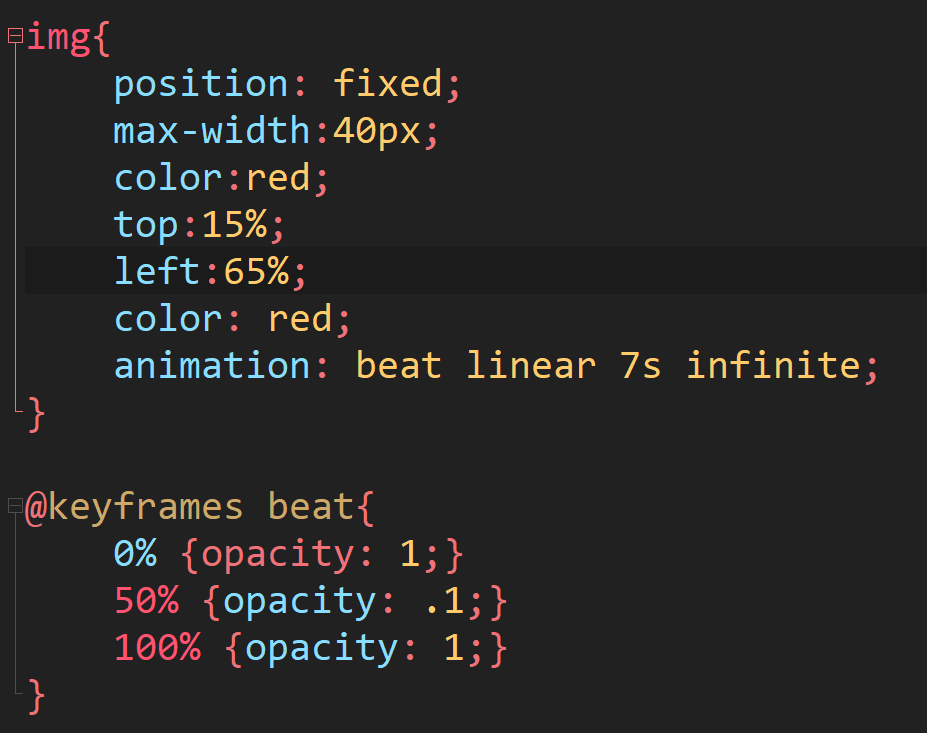 img{
position: fixed;
max-width:40px;
color:red;
top:15%;
left:65%;
color: red;
animation: beat linear 7s infinite;
}
@keyframes beat{
0% {opacity: 1;}
50% {opacity: .1;}
100% {opacity: 1;}
}